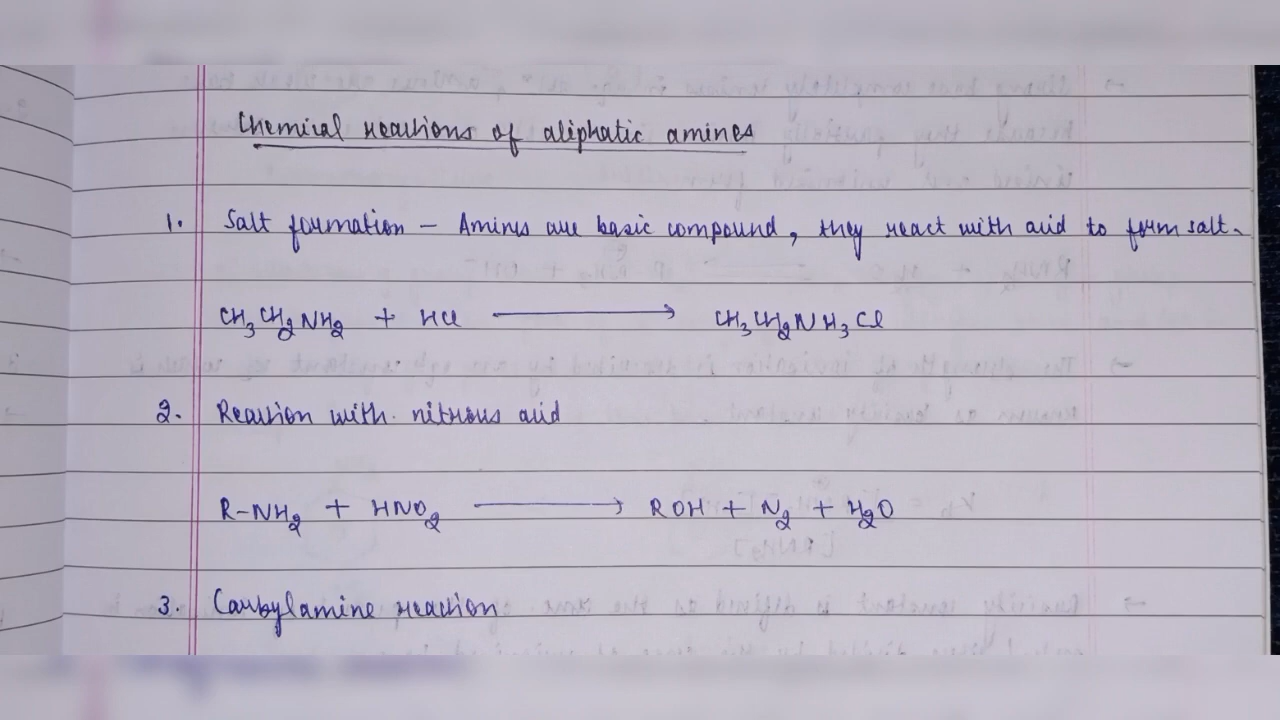 Chemical reactions of aliphatic amines
1. Salt formation – Amines are basic compound, they react with acid to form salt.
CH₃CH₂NH₂ + HCl ⟶ CH₃CH₂NH₃Cl
2. Reaction with nitrous acid
R–NH₂ + HNO₂ ⟶ ROH + N₂ + H₂O
3. Carbylamine reaction